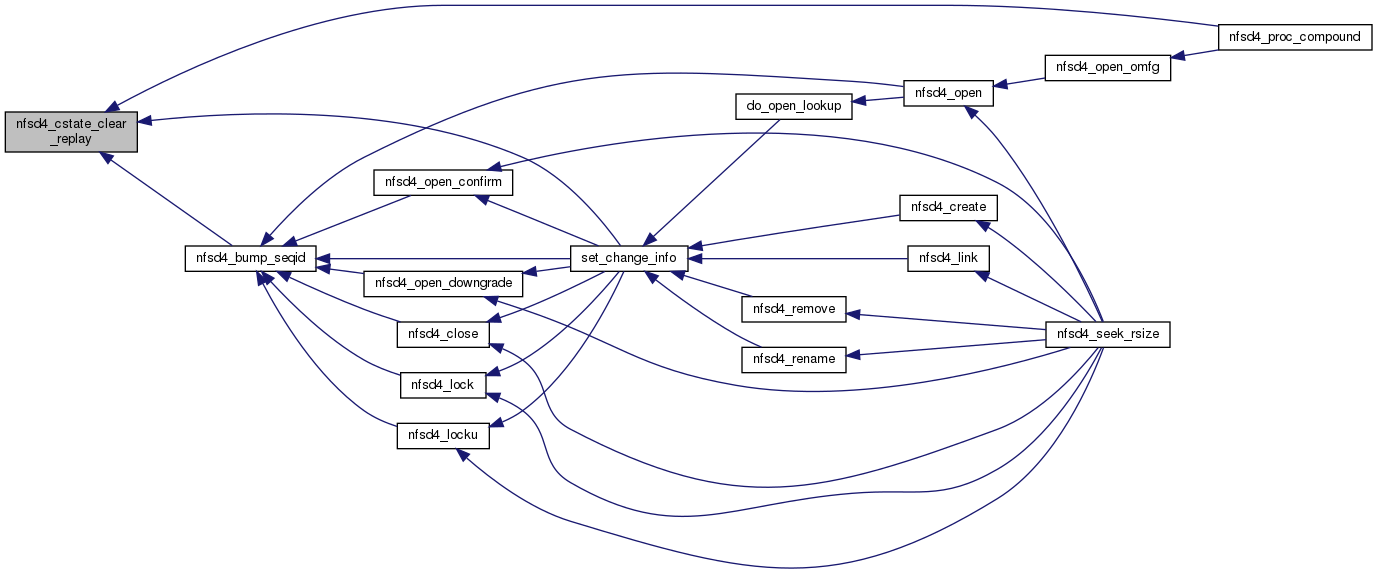 nfsd4_proc_compound
nfsd4_open_omfg
nfsd4_open
do_open_lookup
nfsd4_cstate_clear
_replay
nfsd4_open_confirm
nfsd4_create
nfsd4_bump_seqid
set_change_info
nfsd4_link
nfsd4_open_downgrade
nfsd4_remove
nfsd4_close
nfsd4_seek_rsize
nfsd4_rename
nfsd4_lock
nfsd4_locku